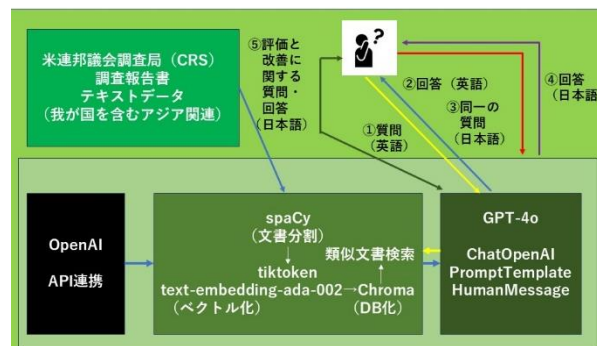 米連邦議会調査局（CRS）
調査報告書
テキストデータ
（我が国を含むアジア関連）
⑤評価と
改善に
関する
質問・
回答
（日本語）
?
②回答（英語）
③同一の
質問
（日本語）
④回答
（日本語）
①質問
（英語）
OpenAI
API連携
spaCy
（文書分割）
tiktoken
text-embedding-ada-002→Chroma
（ベクトル化）
（DB化）
類似文書検索
GPT-4o
ChatOpenAI
PromptTemplate
HumanMessage